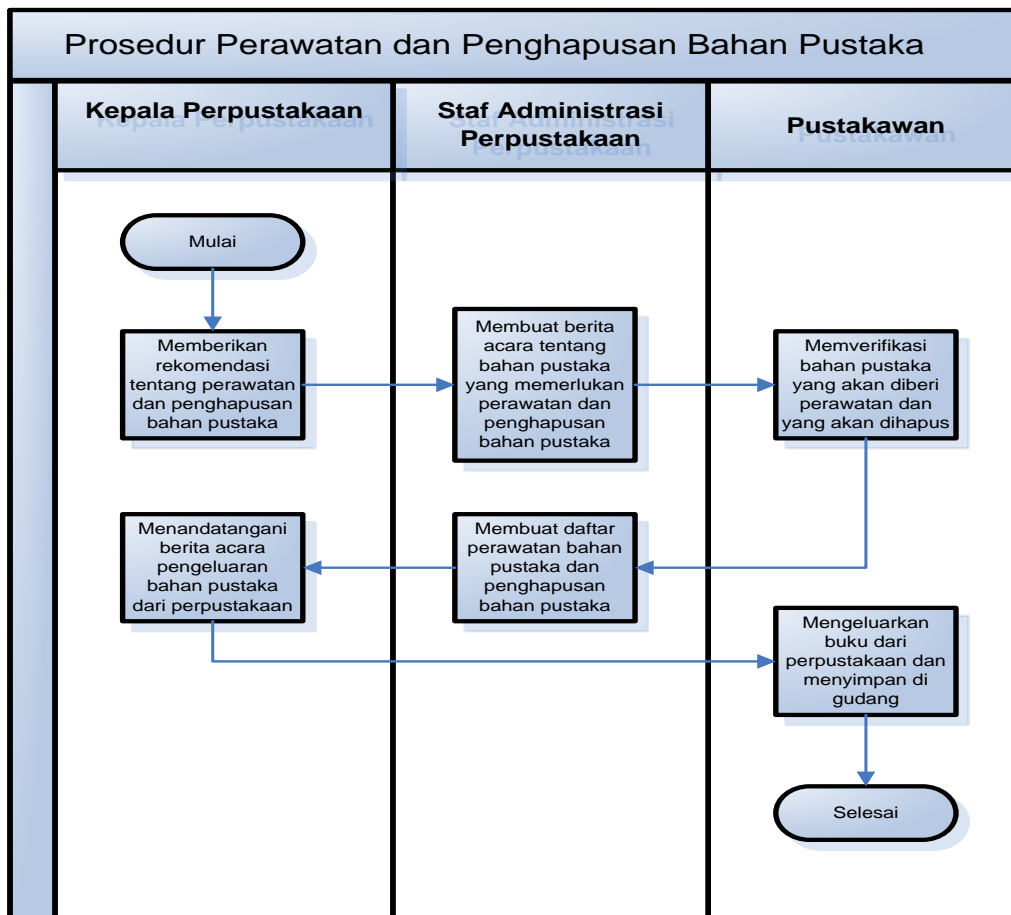 Prosedur Perawatan dan Penghapusan Bahan Pustaka
Kepala Perpustakaan
Staf Administrasi
Perpustakaan
Pustakawan
Mulai
Memberikan
rekomendasi
tentang perawatan
dan penghapusan
bahan pustaka
Membuat berita
acara tentang
bahan pustaka
yang memerlukan
perawatan dan
penghapusan
bahan pustaka
Memverifikasi
bahan pustaka
yang akan diberi
perawatan dan
yang akan dihapus
Menandatangani
berita acara
pengeluaran
bahan pustaka
dari perpustakaan
Membuat daftar
perawatan bahan
pustaka dan
penghapusan
bahan pustaka
Mengeluarkan
buku dari
perpustakaan dan
menyimpan di
gudang
Selesai